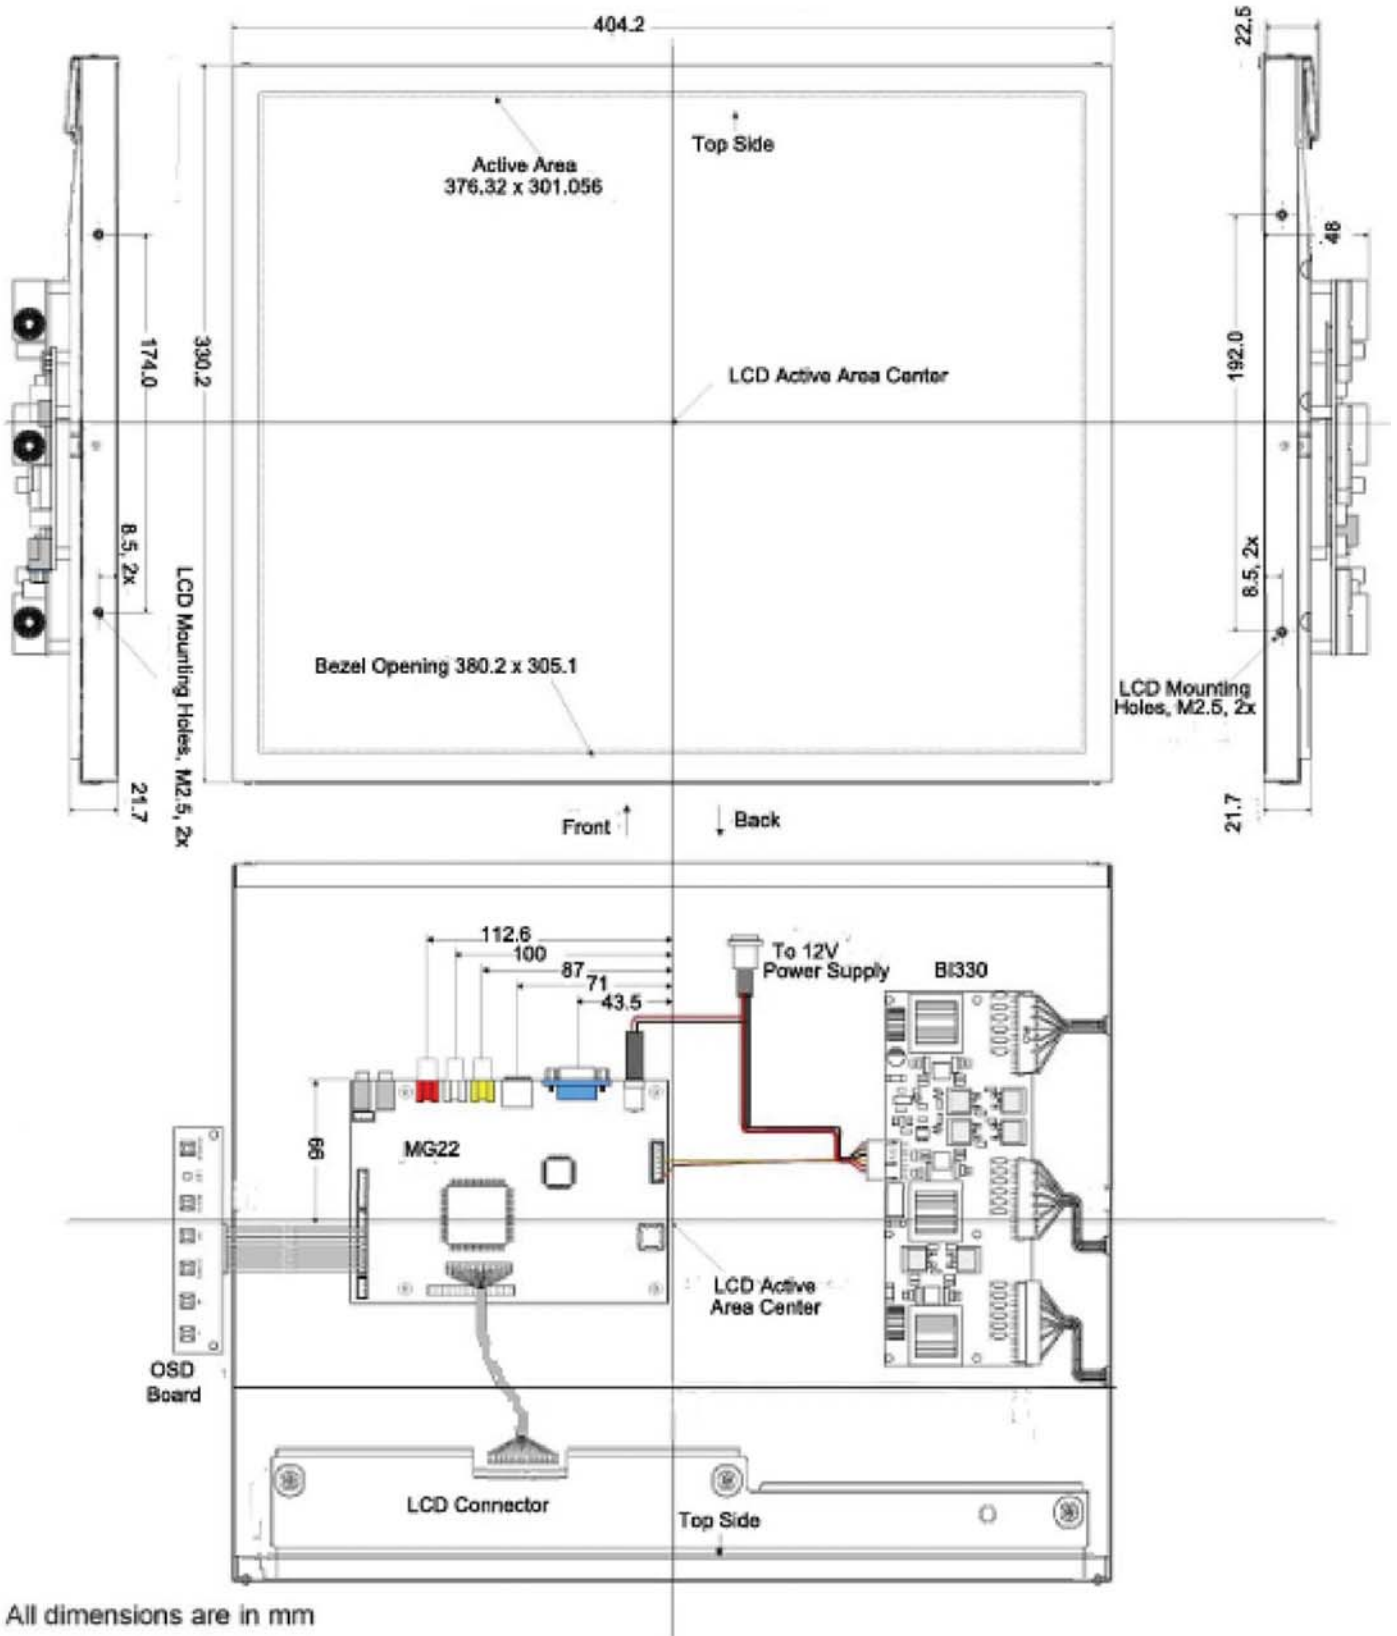 404.2
22.5
Top Side
Active Area
376.32 x 301.056
48
174.0
330.2
192.0
LCD Active Area Center
8.5, 2x
LCD Mounting Holes, M2.5, 2x
8.5, 2x
Bezel Opening 380.2 x 305.1
LCD Mounting
Holes, M2.5, 2x
21.7
21.7
Front
Back
112.6
100
87
71
43.5
To 12V
Power Supply
BI330
66
MG22
LCD Active
Area Center
OSD
Board
LCD Connector
Top Side
All dimensions are in mm